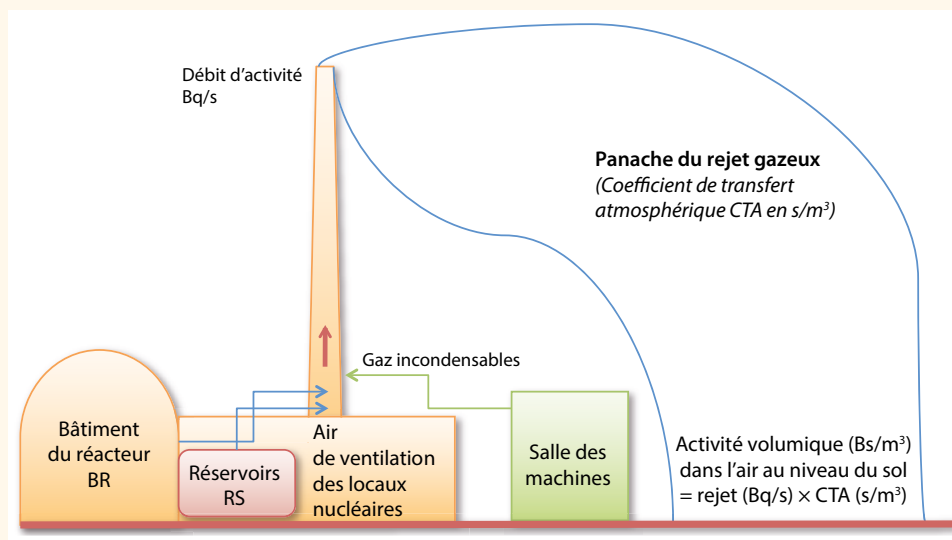 Débit d'activité
Bq/s
Panache du rejet gazeux
(Coefficient de transfert
atmosphérique CTA en s/m³)
Gaz incondensables
Bâtiment
du réacteur
BR
Réservoirs
RS
Air
de ventilation
des locaux
nucléaires
Salle des
machines
Activité volumique (Bs/m³)
dans l'air au niveau du sol
= rejet (Bq/s) × CTA (s/m³)